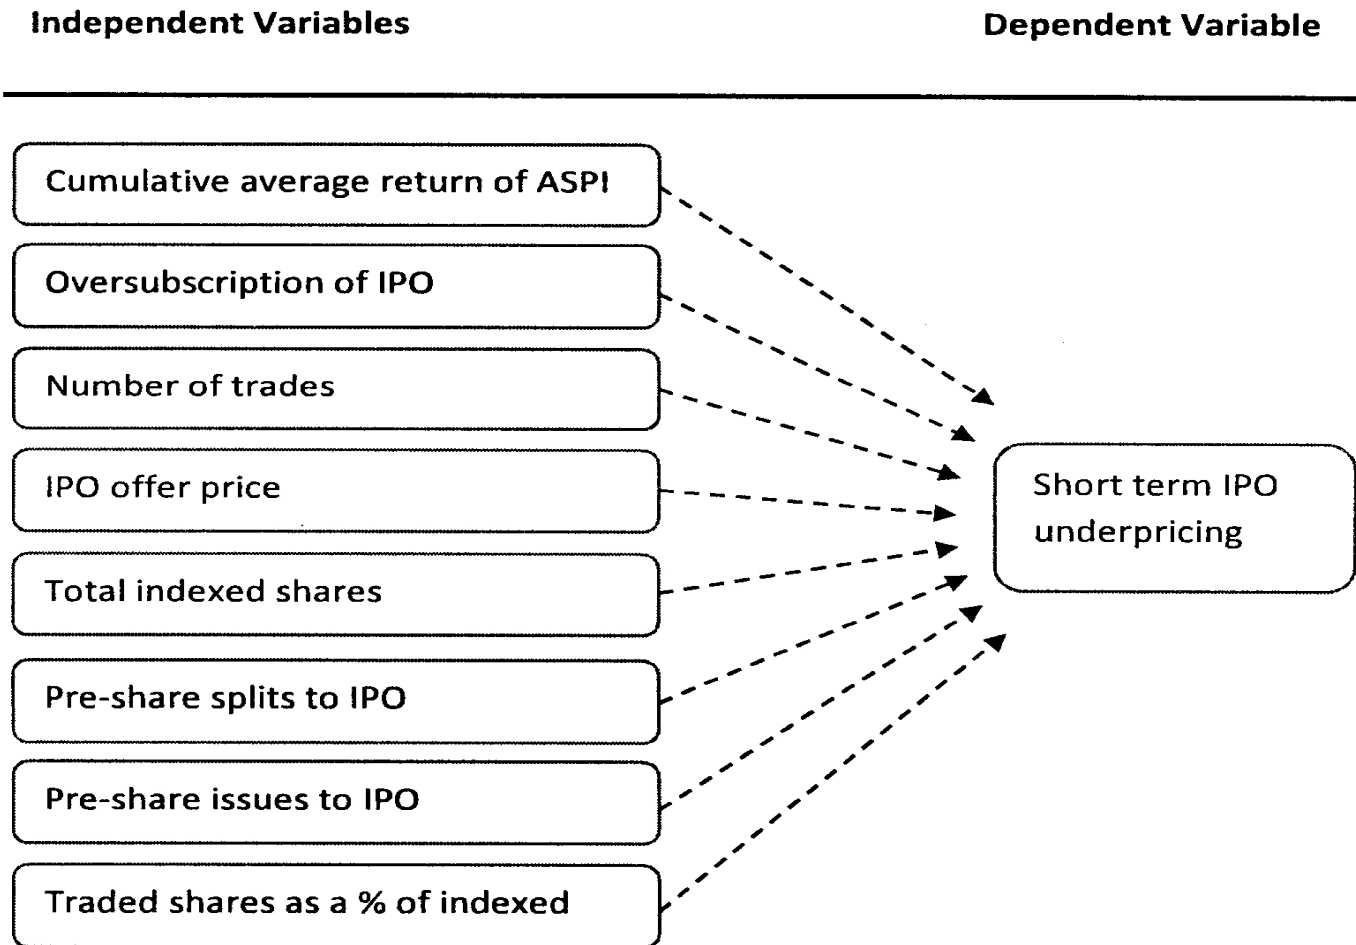 Independent Variables
Dependent Variable
Cumulative average return of ASPI
Oversubscription of IPO
Number of trades
IPO offer price
Total indexed shares
Pre-share splits to IPO
Pre-share issues to IPO
Traded shares as a % of indexed
Short term IPO
underpricing